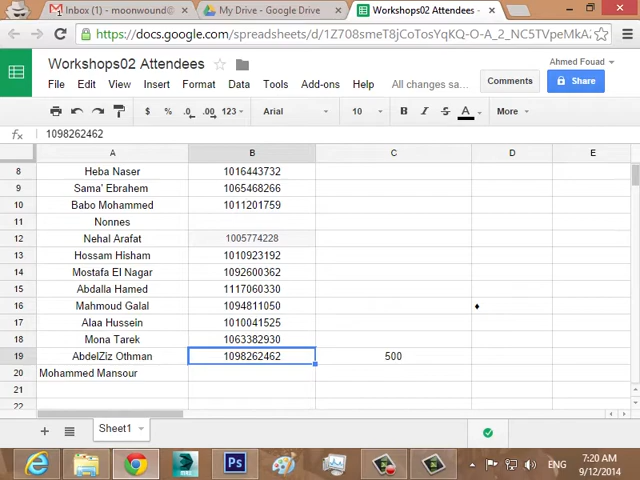 Inbox (1) - moonwound@
My Drive - Google Drive
Workshops02 Attendees -
https://docs.google.com/spreadsheets/d/1Z708smeT8jCoTosYqKQ-O-A_2_NC5TVpeMkAZ
Workshops02 Attendees
Ahmed Fouad
File Edit View Insert Format Data Tools Add-ons Help All changes sa...
Comments
Share
$ % .0 .00 123 Arial 10 B I S A More
fx 1098262462
A B C D E
8 Heba Naser 1016443732
9 Sama' Ebrahem 1065468266
10 Babo Mohammed 1011201759
11 Nonnes
12 Nehal Arafat 1005774228
13 Hossam Hisham 1010923192
14 Mostafa El Nagar 1092600362
15 Abdalla Hamed 1117060330
16 Mahmoud Galal 1094811050
17 Alaa Hussein 1010041525
18 Mona Tarek 1063382930
19 AbdelZiz Othman 1098262462 500
20 Mohammed Mansour
21
22
Sheet1
Ps
ENG
7:20 AM
9/12/2014